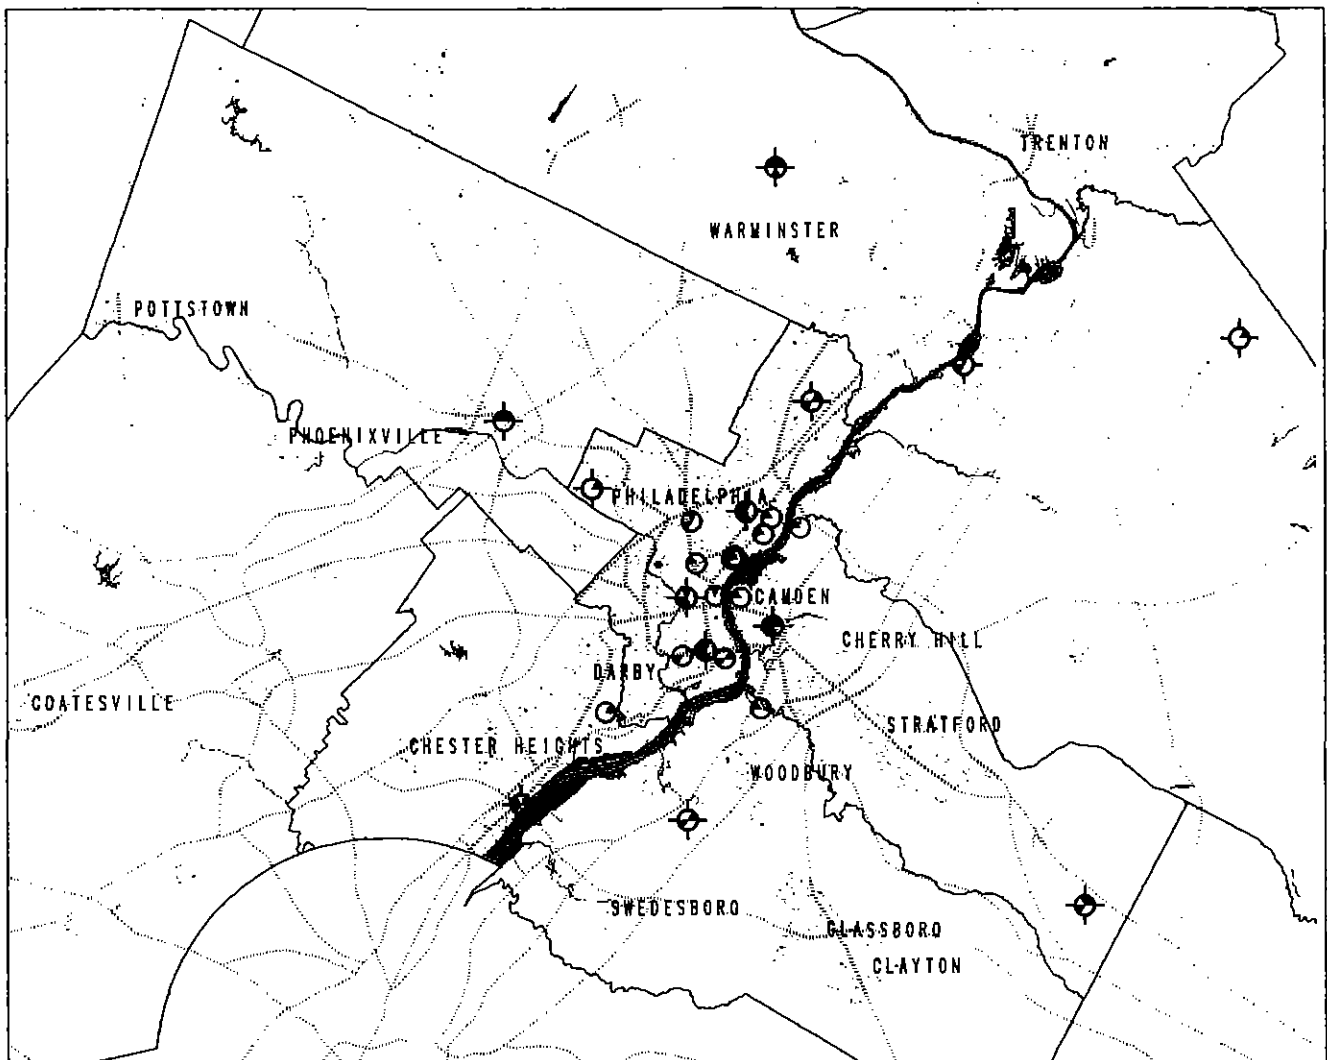 TRENTON
WARMINSTER
POTTSTOWN
PHOENIXVILLE
PHILADELPHIA
CAMDEN
CHERRY HILL
DARBY
COATESVILLE
STRATFORD
CHESTER HEIGHTS
WOODBURY
SWEDESBORO
GLASSBORO
CLAYTON